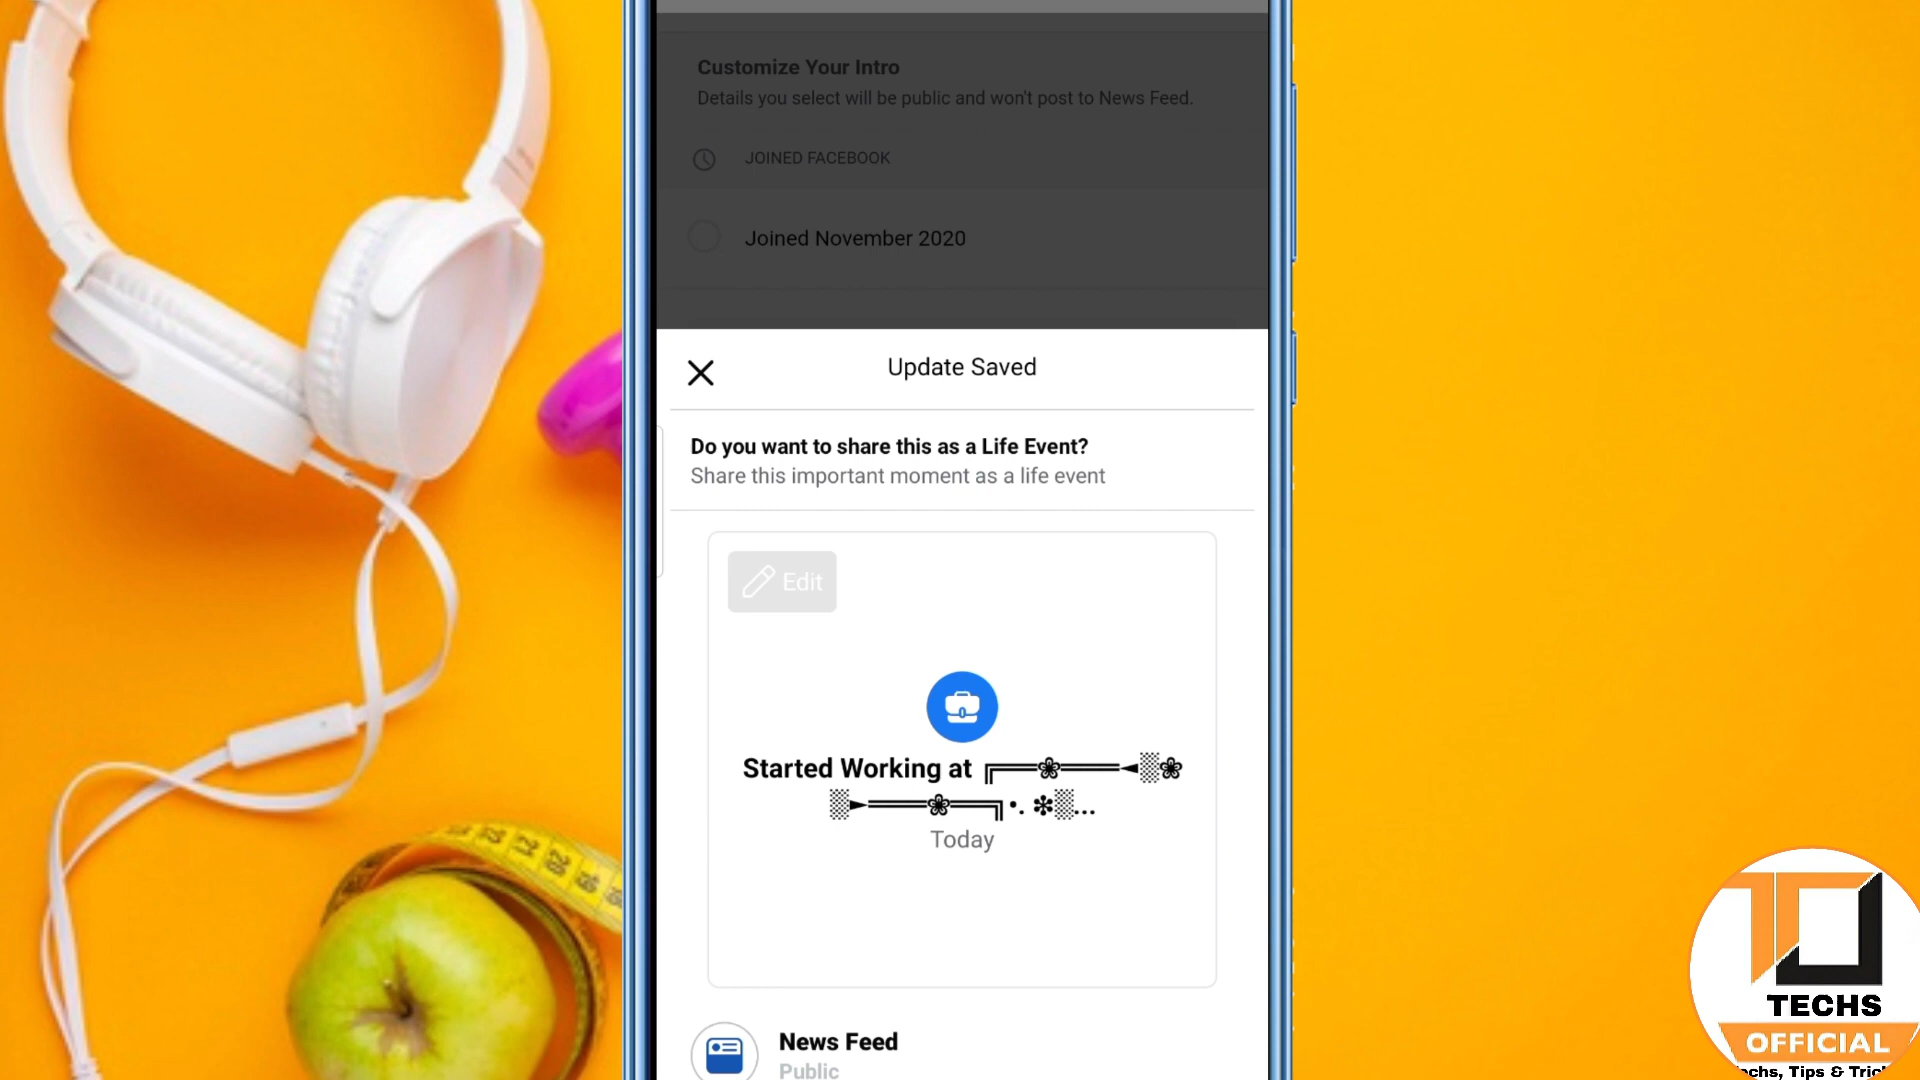 Customize Your Intro
Details you select will be public and won't post to News Feed.
JOINED FACEBOOK
Joined November 2020
Update Saved
Do you want to share this as a Life Event?
Share this important moment as a life event
Edit
Started Working at ╔══❀═══◄░❀
░►═══❀══╗•. ✻░...
Today
News Feed
Public
TECHS
OFFICIAL
Tips & Tric